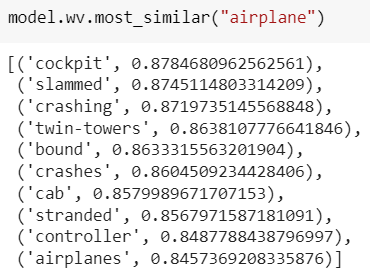 model.wv.most_similar("airplane")
[('cockpit', 0.8784680962562561),
('slammed', 0.8745114803314209),
('crashing', 0.8719735145568848),
('twin-towers', 0.8638107776641846),
('bound', 0.8633315563201904),
('crashes', 0.8604509234428406),
('cab', 0.8579989671707153),
('stranded', 0.8567971587181091),
('controller', 0.8487788438796997),
('airplanes', 0.8457369208335876)]